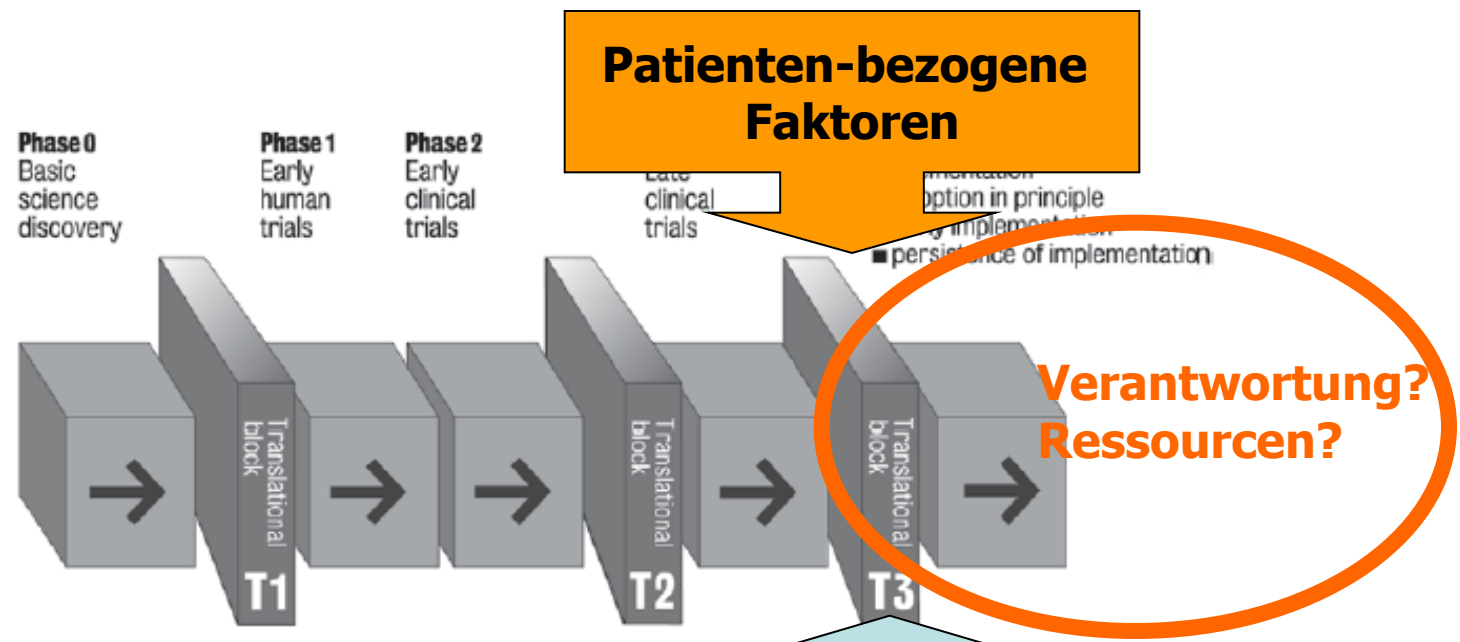 Patienten-bezogene
Faktoren
Phase 0
Basic
science
discovery
Phase 1
Early
human
trials
Phase 2
Early
clinical
trials
clinical
trials
in principle
■ persistence of implementation
Translational
block
T1
Translational
block
T2
Translational
block
T3
Verantwortung?
Ressourcen?